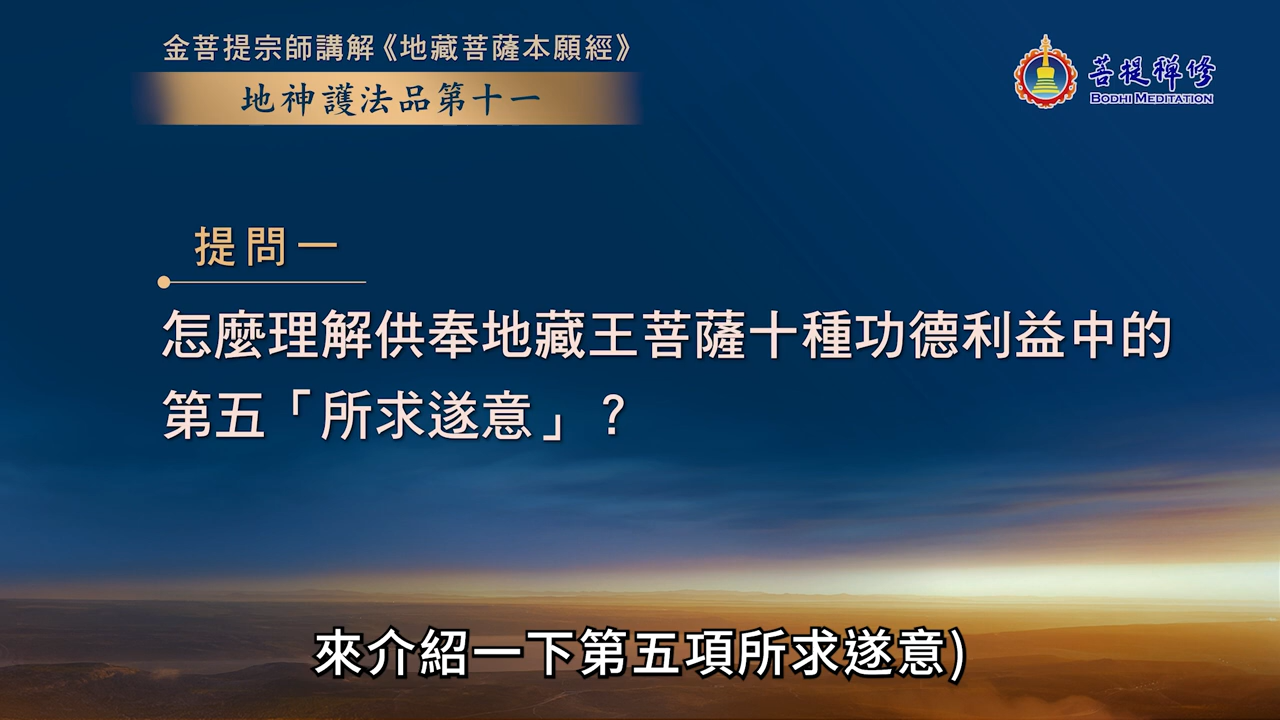 金菩提宗師講解《地藏菩薩本願經》
地神護法品第十一
菩提禪修
BODHI MEDITATION
提問一
怎麼理解供奉地藏王菩薩十種功德利益中的
第五「所求遂意」？
來介紹一下第五項所求遂意)